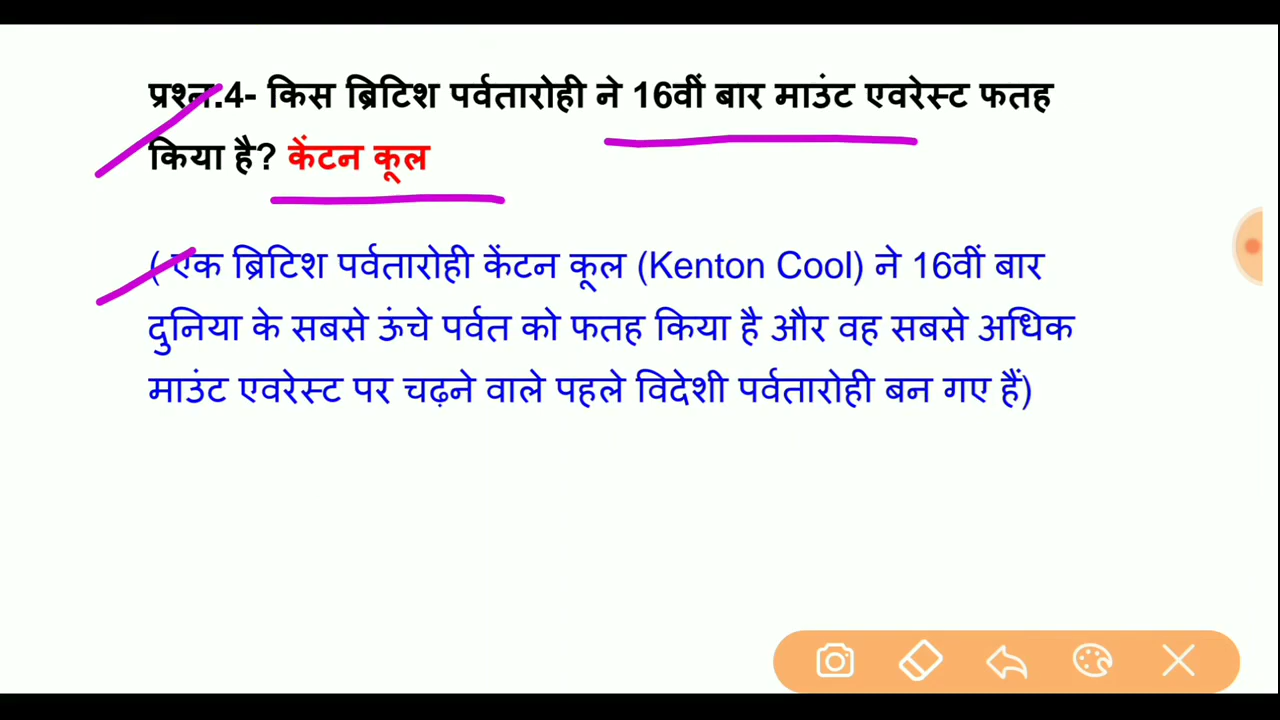 प्रश्न.4- किस ब्रिटिश पर्वतारोही ने 16वीं बार माउंट एवरेस्ट फतह
किया है? केंटन कूल
( एक ब्रिटिश पर्वतारोही केंटन कूल (Kenton Cool) ने 16वीं बार
दुनिया के सबसे ऊंचे पर्वत को फतह किया है और वह सबसे अधिक
माउंट एवरेस्ट पर चढ़ने वाले पहले विदेशी पर्वतारोही बन गए हैं)